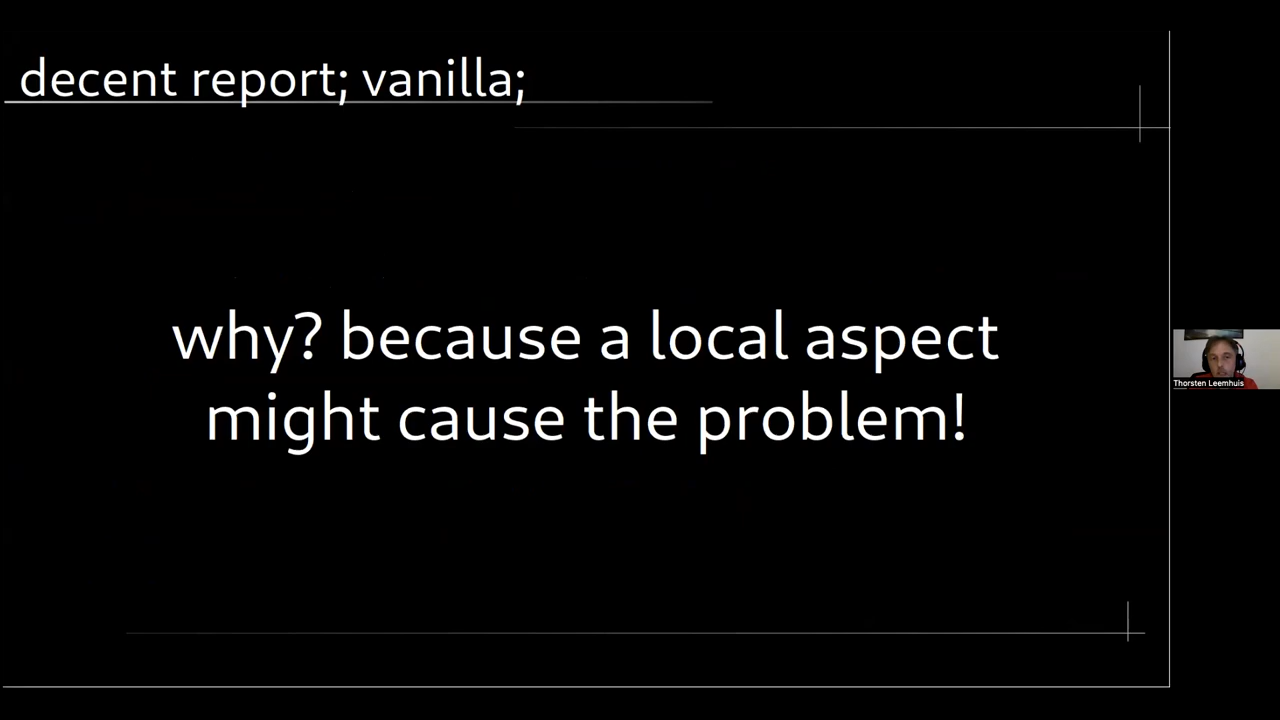 decent report; vanilla;
why? because a local aspect
might cause the problem!
Thorsten Leemhuis